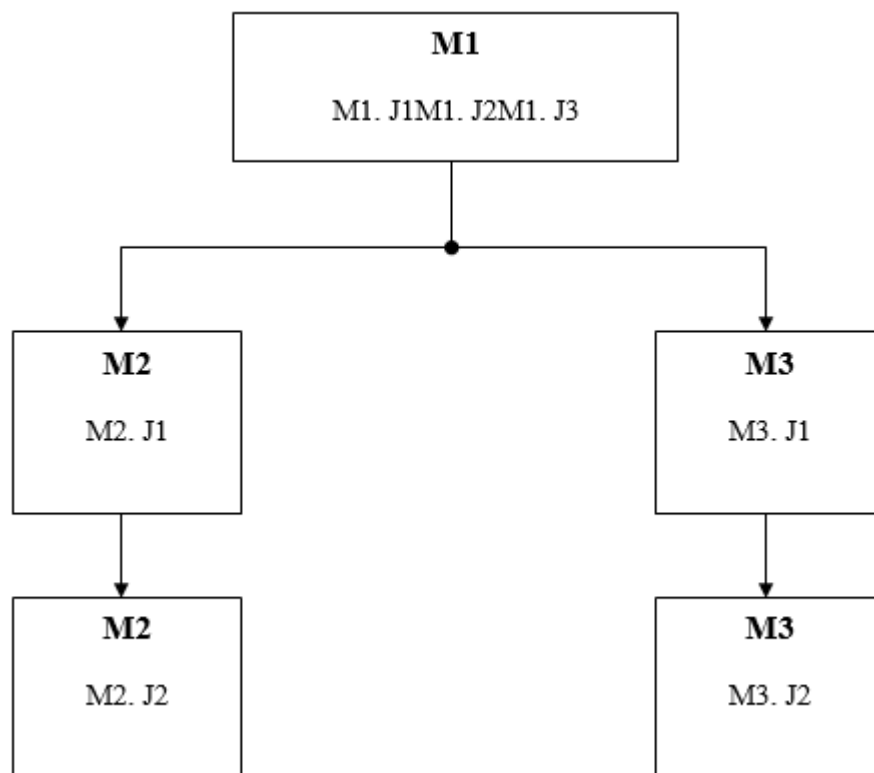 M1
M1. J1M1. J2M1. J3
M2
M2. J1
M3
M3. J1
M2
M2. J2
M3
M3. J2